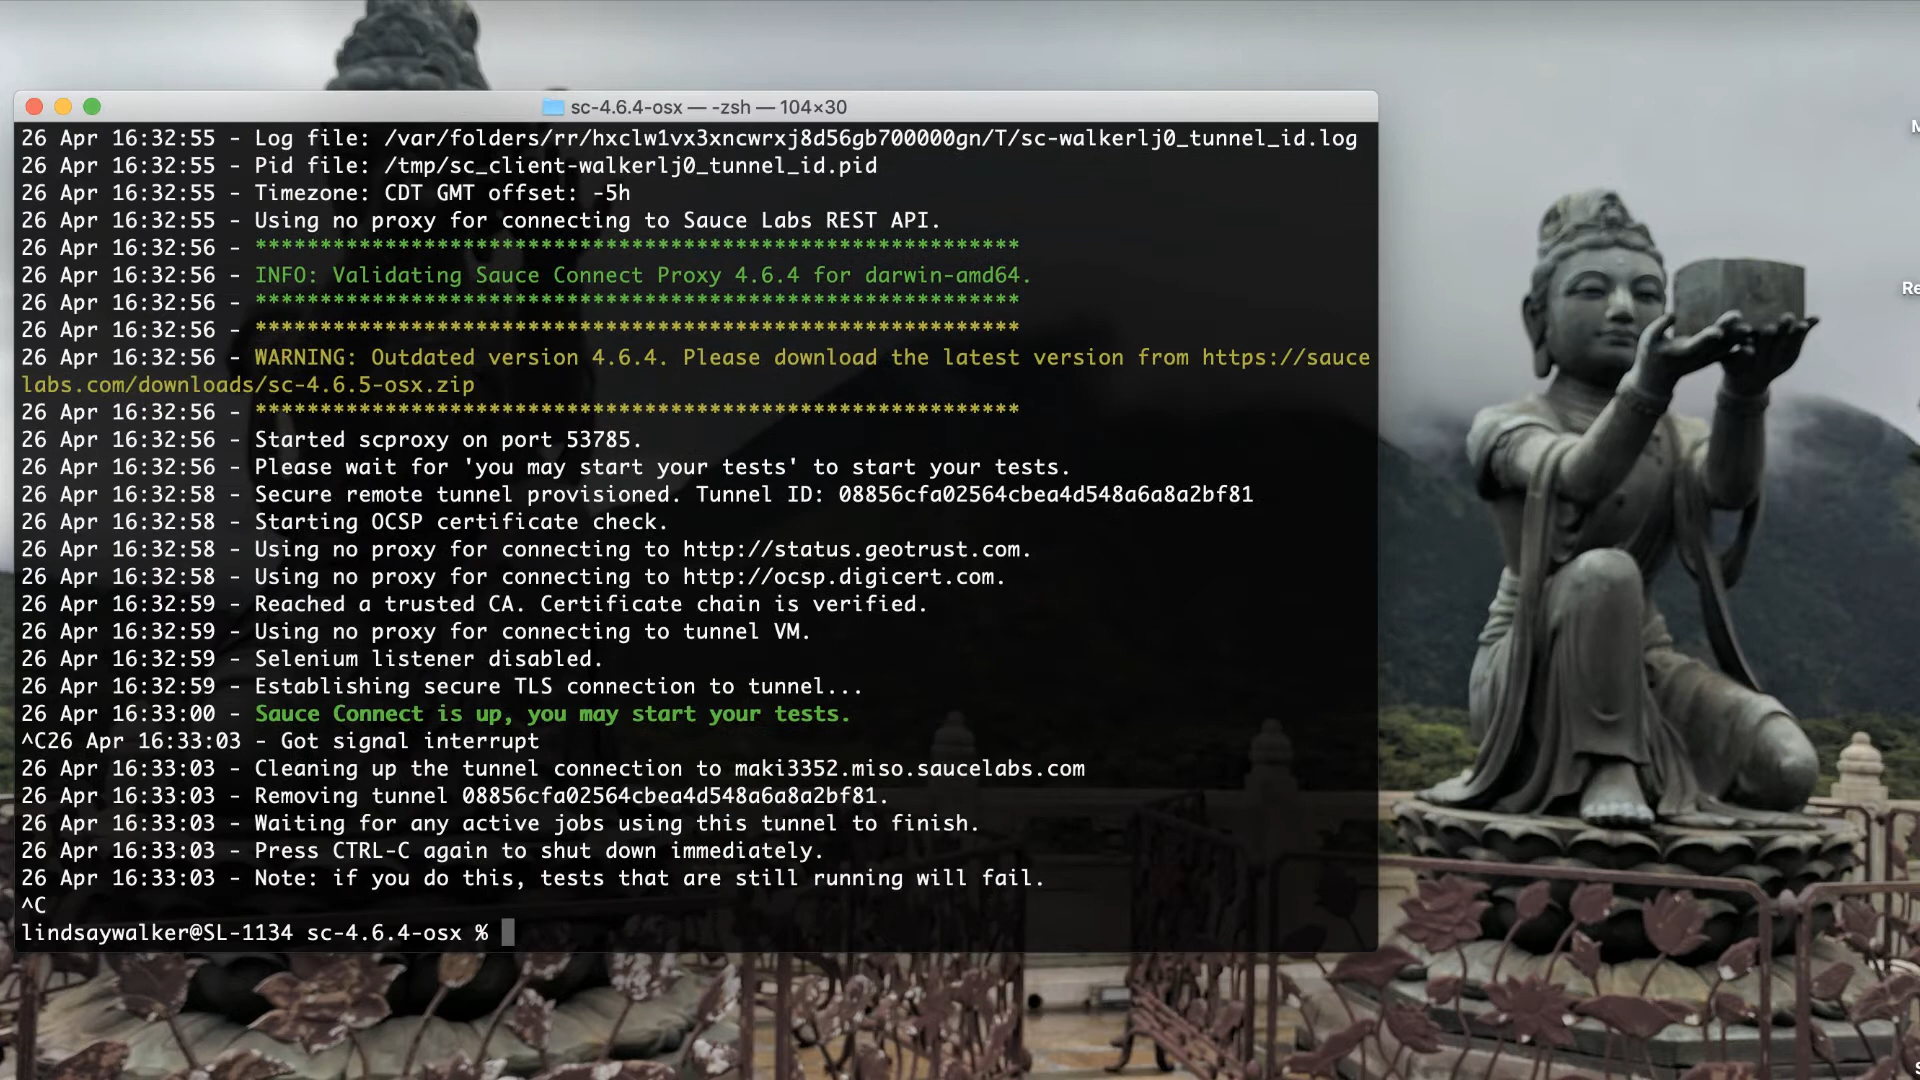 sc-4.6.4-osx — -zsh — 104×30
26 Apr 16:32:55 - Log file: /var/folders/rr/hxclw1vx3xncwrxj8d56gb700000gn/T/sc-walkerlj0_tunnel_id.log
26 Apr 16:32:55 - Pid file: /tmp/sc_client-walkerlj0_tunnel_id.pid
26 Apr 16:32:55 - Timezone: CDT GMT offset: -5h
26 Apr 16:32:55 - Using no proxy for connecting to Sauce Labs REST API.
26 Apr 16:32:56 - ***********************************************************
26 Apr 16:32:56 - INFO: Validating Sauce Connect Proxy 4.6.4 for darwin-amd64.
26 Apr 16:32:56 - ***********************************************************
26 Apr 16:32:56 - ***********************************************************
26 Apr 16:32:56 - WARNING: Outdated version 4.6.4. Please download the latest version from https://sauce
labs.com/downloads/sc-4.6.5-osx.zip
26 Apr 16:32:56 - ***********************************************************
26 Apr 16:32:56 - Started scproxy on port 53785.
26 Apr 16:32:56 - Please wait for 'you may start your tests' to start your tests.
26 Apr 16:32:58 - Secure remote tunnel provisioned. Tunnel ID: 08856cfa02564cbea4d548a6a8a2bf81
26 Apr 16:32:58 - Starting OCSP certificate check.
26 Apr 16:32:58 - Using no proxy for connecting to http://status.geotrust.com.
26 Apr 16:32:58 - Using no proxy for connecting to http://ocsp.digicert.com.
26 Apr 16:32:59 - Reached a trusted CA. Certificate chain is verified.
26 Apr 16:32:59 - Using no proxy for connecting to tunnel VM.
26 Apr 16:32:59 - Selenium listener disabled.
26 Apr 16:32:59 - Establishing secure TLS connection to tunnel...
26 Apr 16:33:00 - Sauce Connect is up, you may start your tests.
^C26 Apr 16:33:03 - Got signal interrupt
26 Apr 16:33:03 - Cleaning up the tunnel connection to maki3352.miso.saucelabs.com
26 Apr 16:33:03 - Removing tunnel 08856cfa02564cbea4d548a6a8a2bf81.
26 Apr 16:33:03 - Waiting for any active jobs using this tunnel to finish.
26 Apr 16:33:03 - Press CTRL-C again to shut down immediately.
26 Apr 16:33:03 - Note: if you do this, tests that are still running will fail.
^C
lindsaywalker@SL-1134 sc-4.6.4-osx %